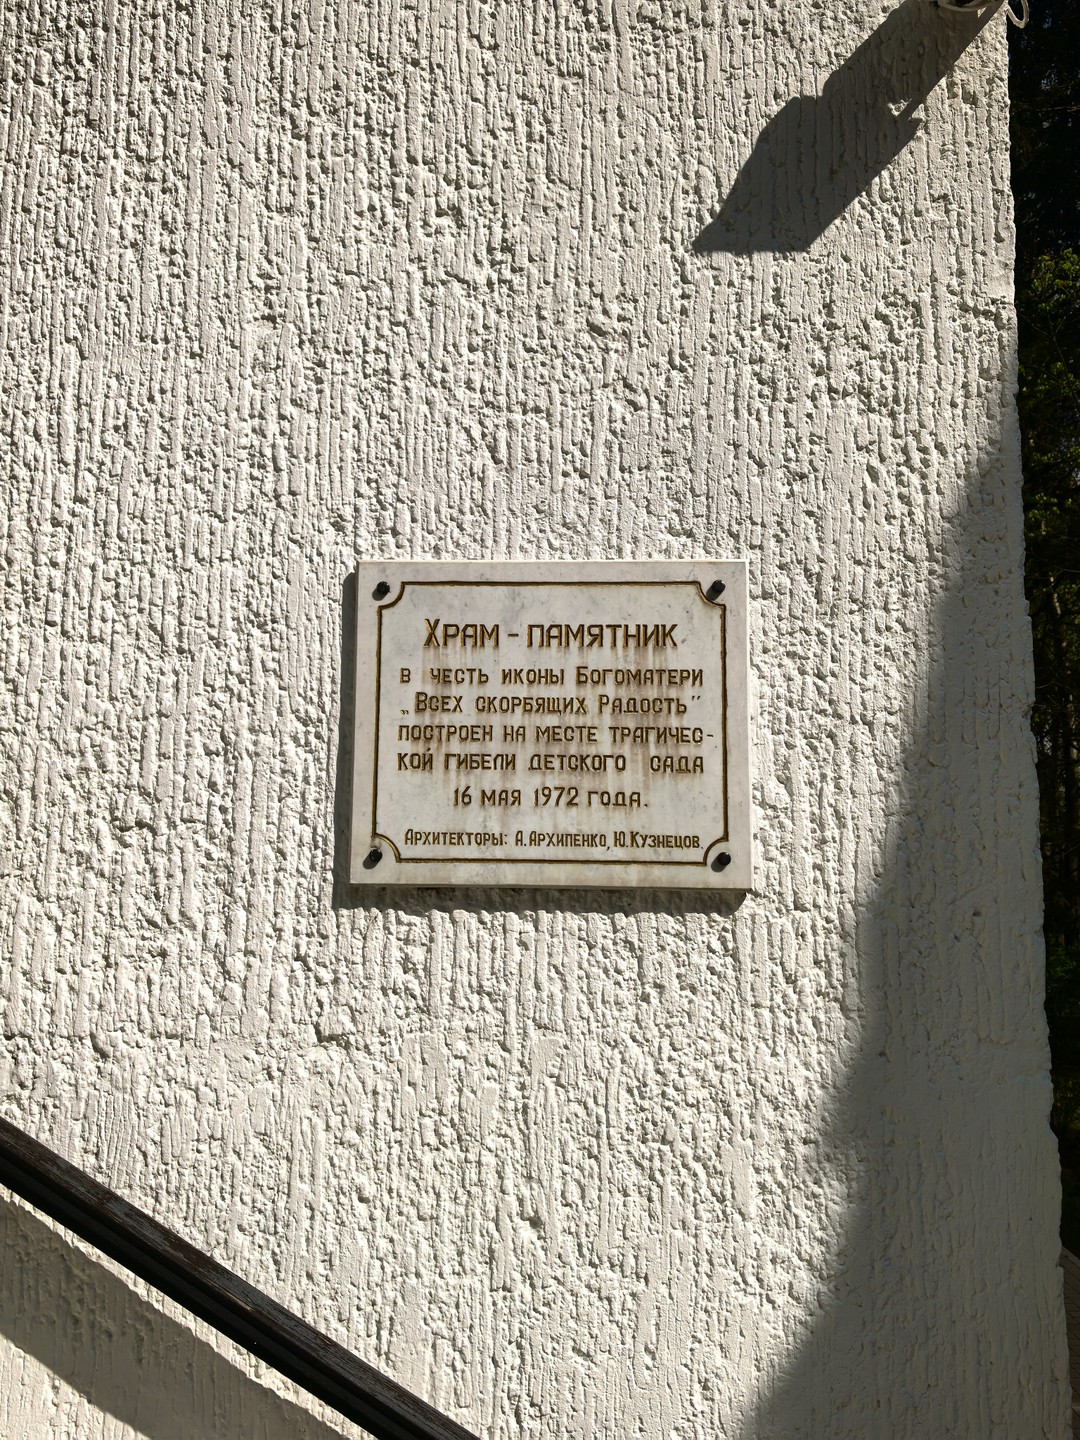 Храм - памятник
в честь иконы Богоматери
„Всех скорбящих Радость"
построен на месте трагичес-
кой гибели детского сада
16 мая 1972 года.
Архитекторы: А. Архипенко, Ю. Кузнецов.